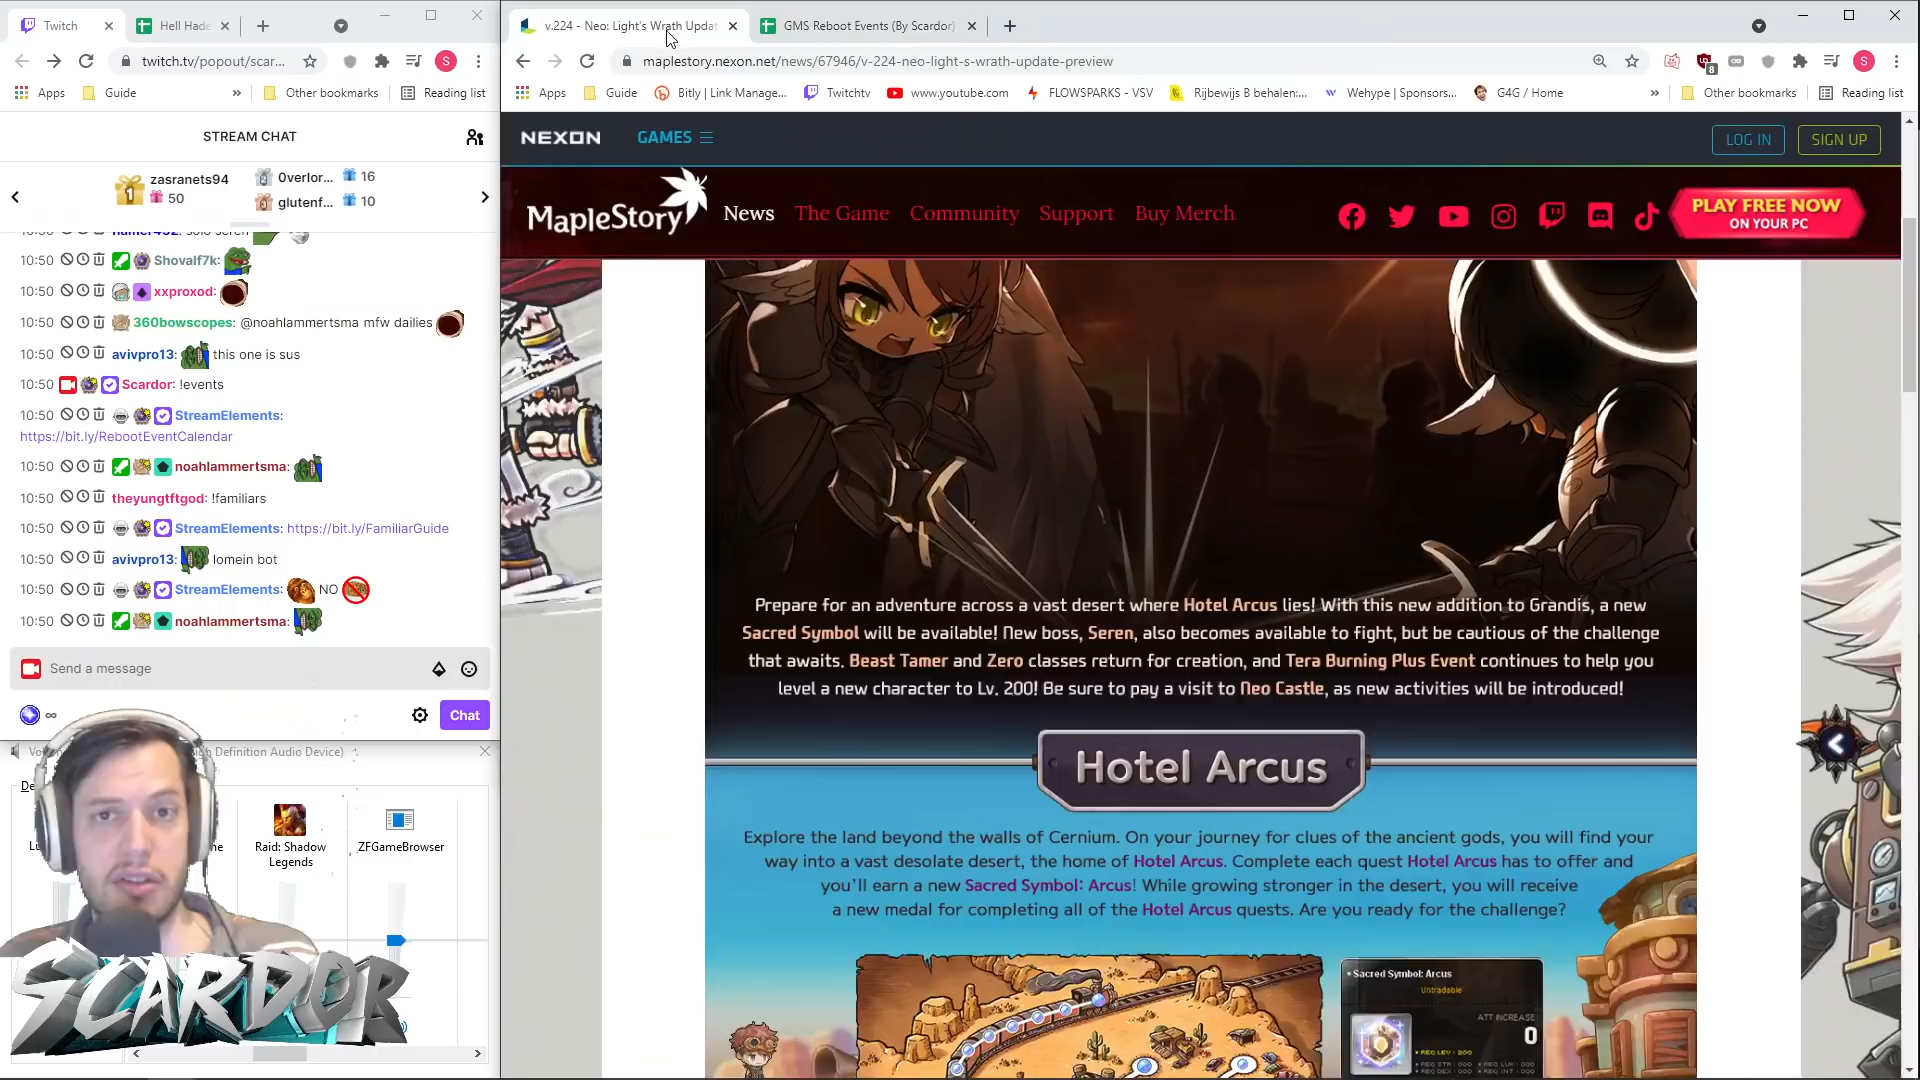 Twitch
Hell Hade
v.224 - Neo: Light's Wrath Updat
GMS Reboot Events (By Scardor)
twitch.tv/popout/scar...
S
maplestory.nexon.net/news/67946/v-224-neo-light-s-wrath-update-preview
8
S
Apps
Guide
»
Other bookmarks
Reading list
Apps
Guide
Bitly | Link Manage...
Twitchtv
www.youtube.com
FLOWSPARKS - VSV
Rijbewijs B behalen:...
Wehype | Sponsors...
G4G / Home
»
Other bookmarks
Reading list
STREAM CHAT
1
zasranets94
50
0verlor...
16
glutenf...
10
10:50 Shovalf7k:
10:50 xxproxod:
10:50 360bowscopes: @noahlammertsma mfw dailies
10:50 avivpro13: this one is sus
10:50 Scardor: !events
10:50 StreamElements:
https://bit.ly/RebootEventCalendar
10:50 noahlammertsma:
10:50 theyungtftgod: !familiars
10:50 StreamElements: https://bit.ly/FamiliarGuide
10:50 avivpro13: lomein bot
10:50 StreamElements: NO
10:50 noahlammertsma:
Send a message
∞
Chat
gh Definition Audio Device)
De
Raid: Shadow
Legends
ZFGameBrowser
SCARDOR
NEXON
GAMES
LOG IN
SIGN UP
MapleStory
News
The Game
Community
Support
Buy Merch
PLAY FREE NOW
ON YOUR PC
Prepare for an adventure across a vast desert where Hotel Arcus lies! With this new addition to Grandis, a new
Sacred Symbol will be available! New boss, Seren, also becomes available to fight, but be cautious of the challenge
that awaits. Beast Tamer and Zero classes return for creation, and Tera Burning Plus Event continues to help you
level a new character to Lv. 200! Be sure to pay a visit to Neo Castle, as new activities will be introduced!
Hotel Arcus
Explore the land beyond the walls of Cernium. On your journey for clues of the ancient gods, you will find your
way into a vast desolate desert, the home of Hotel Arcus. Complete each quest Hotel Arcus has to offer and
you'll earn a new Sacred Symbol: Arcus! While growing stronger in the desert, you will receive
a new medal for completing all of the Hotel Arcus quests. Are you ready for the challenge?
• Sacred Symbol: Arcus
Untradable
ATT INCREASE
0
• REQ LEV : 200